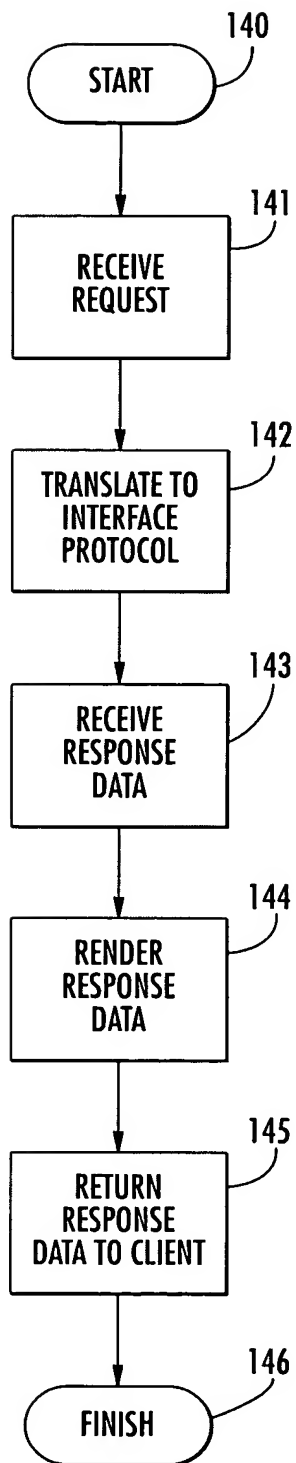 140
START
141
RECEIVE
REQUEST
142
TRANSLATE TO
INTERFACE
PROTOCOL
143
RECEIVE
RESPONSE
DATA
144
RENDER
RESPONSE
DATA
145
RETURN
RESPONSE
DATA TO CLIENT
146
FINISH